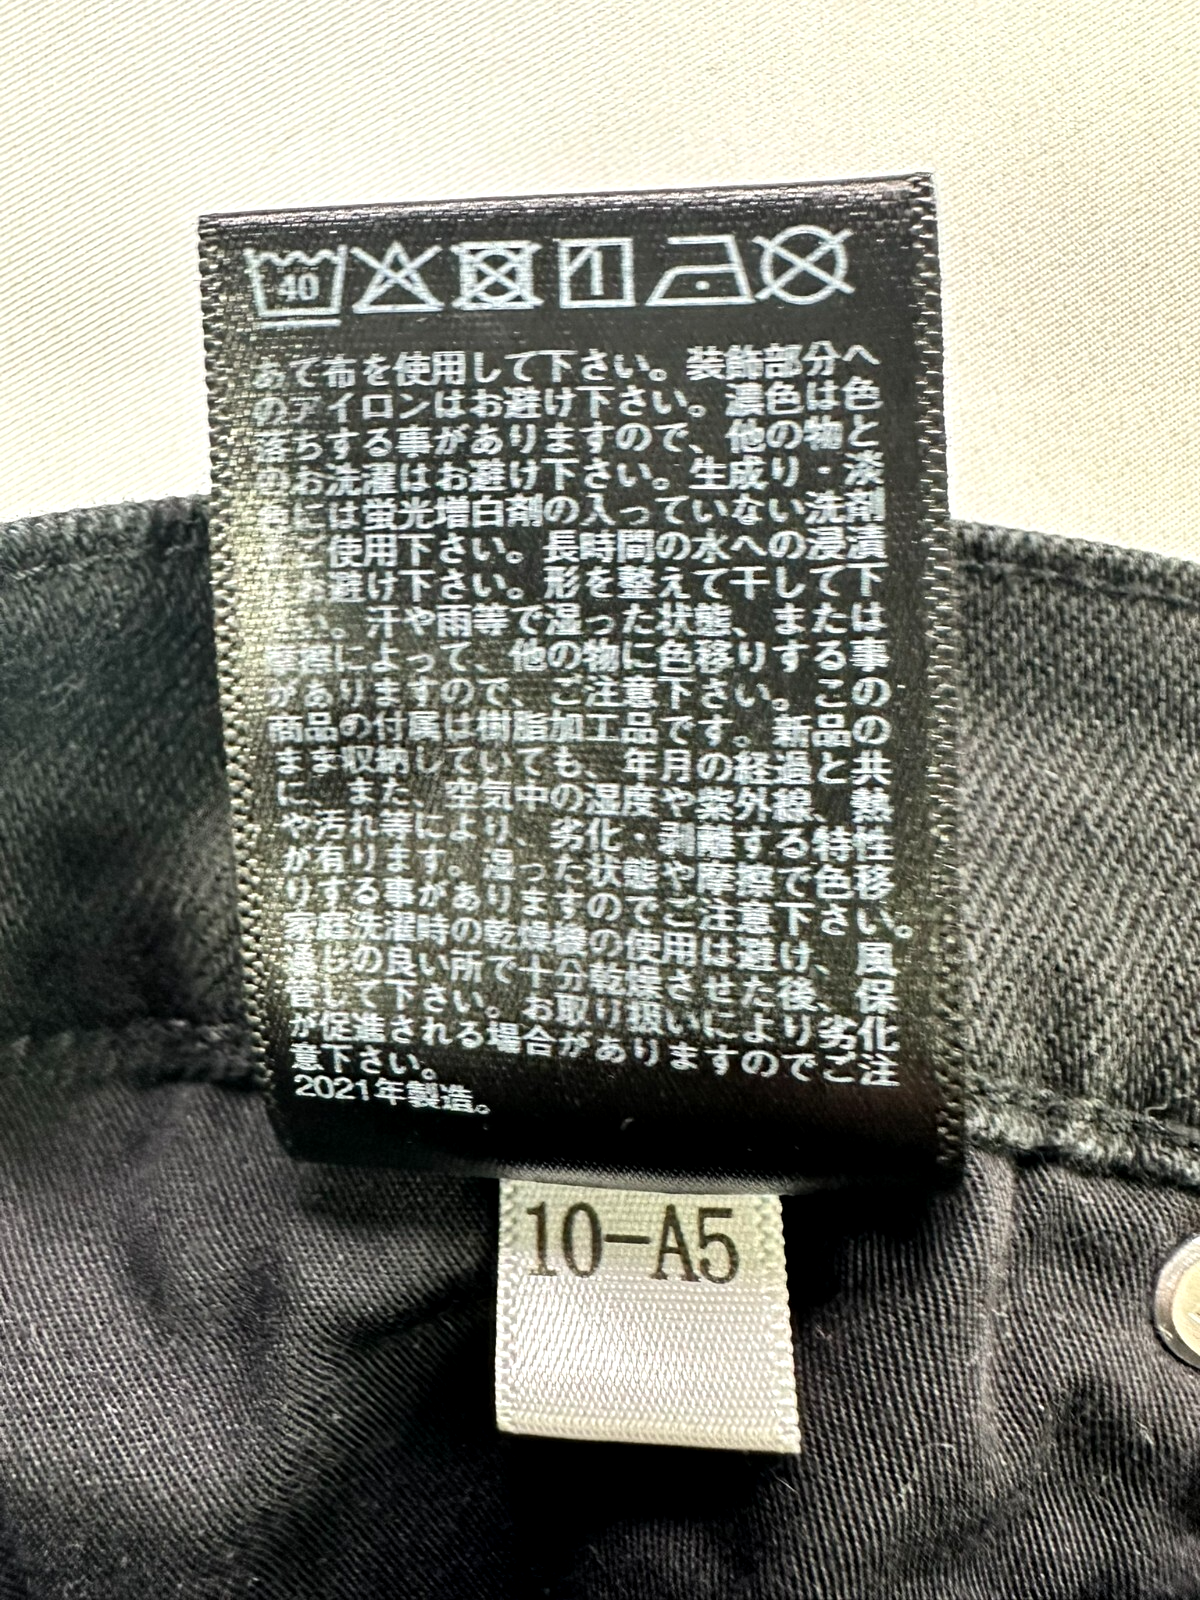 40
あて布を使用して下さい。装飾部分へ
のアイロンはお避け下さい。濃色は色
落ちする事がありますので、他の物と
のお洗濯はお避け下さい。生成り・淡
色には蛍光増白剤の入っていない洗剤
をご使用下さい。長時間の水への浸漬
はお避け下さい。形を整えて干して下
さい。汗や雨等で湿った状態、または
摩擦によって、他の物に色移りする事
がありますので、ご注意下さい。この
商品の付属は樹脂加工品です。新品の
まま収納していても、年月の経過と共
に、また、空気中の湿度や紫外線、熱
や汚れ等により、劣化・剥離する特性
が有ります。湿った状態や摩擦で色移
りする事がありますのでご注意下さい。
家庭洗濯時の乾燥機の使用は避け、風
通しの良い所で十分乾燥させた後、保
管して下さい。お取り扱いにより劣化
が促進される場合がありますのでご注
意下さい。
2021年製造。
10-A5